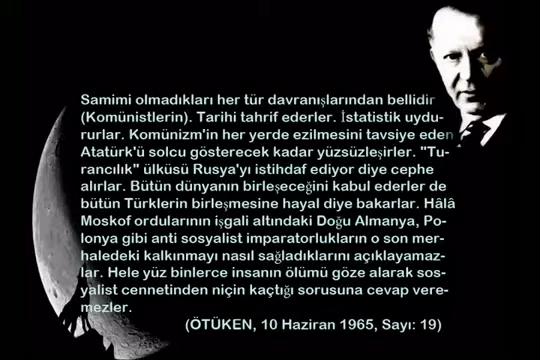 Samimi olmadıkları her tür davranışlarından bellidir
(Komünistlerin). Tarihi tahrif ederler. İstatistik uydu-
rurlar. Komünizm'in her yerde ezilmesini tavsiye eden
Atatürk'ü solcu gösterecek kadar yüzsüzleşirler. "Tu-
rancılık" ülküsü Rusya'yı istihdaf ediyor diye cephe
alırlar. Bütün dünyanın birleşeceğini kabul ederler de
bütün Türklerin birleşmesine hayal diye bakarlar. Hâlâ
Moskof ordularının işgali altındaki Doğu Almanya, Po-
lonya gibi anti sosyalist imparatorlukların o son mer-
haledeki kalkınmayı nasıl sağladıklarını açıklayamaz-
lar. Hele yüz binlerce insanın ölümü göze alarak sos-
yalist cennetinden niçin kaçtığı sorusuna cevap vere-
mezler.
(ÖTÜKEN, 10 Haziran 1965, Sayı: 19)